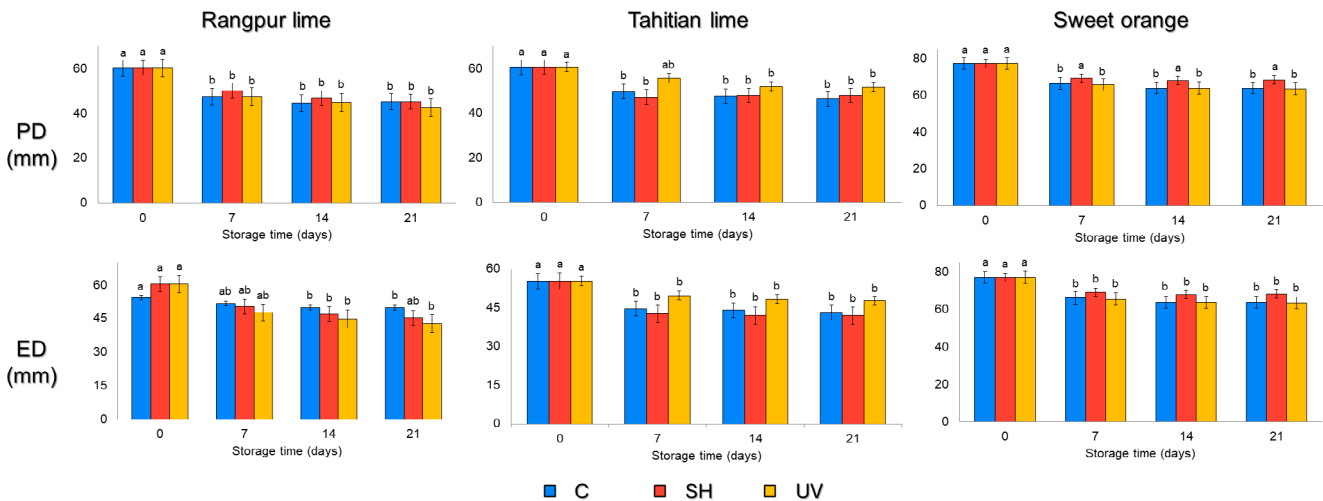 Rangpur lime Tahitian lime Sweet orange
PD
(mm)
60
40
20
0
a a a b b b b b b b b b
0 7 14 21
Storage time (days)
60
40
20
0
a a a b b ab b b b b b b
0 7 14 21
Storage time (days)
80
60
40
20
0
a a a b a b b a b b a b
0 7 14 21
Storage time (days)
ED
(mm)
60
45
30
15
0
a a a ab ab ab b b b b ab b
0 7 14 21
Storage time (days)
60
45
30
15
0
a a a b b b b b b b b b
0 7 14 21
Storage time (days)
80
60
40
20
0
a a a b b b b b b b b b
0 7 14 21
Storage time (days)
C SH UV